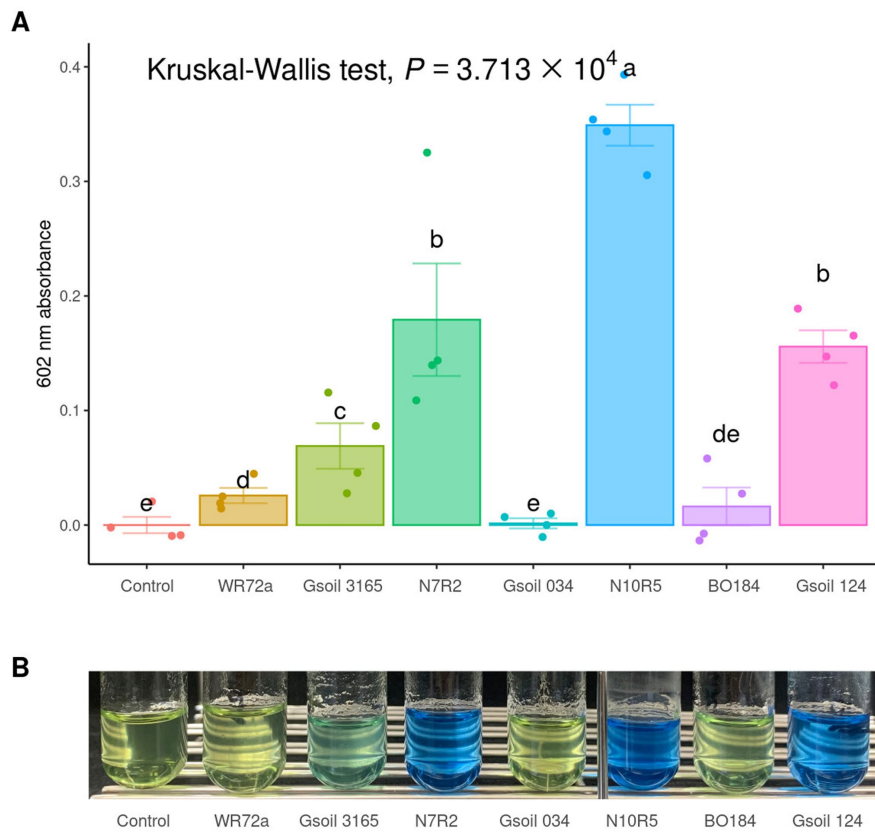 A
Kruskal-Wallis test, P = 3.713 × 10⁴ a
0.4
0.3
b
b
0.2
602 nm absorbance
de
0.1
c
d
e
e
0.0
Control WR72a Gsoil 3165 N7R2 Gsoil 034 N10R5 BO184 Gsoil 124
B
Control WR72a Gsoil 3165 N7R2 Gsoil 034 N10R5 BO184 Gsoil 124